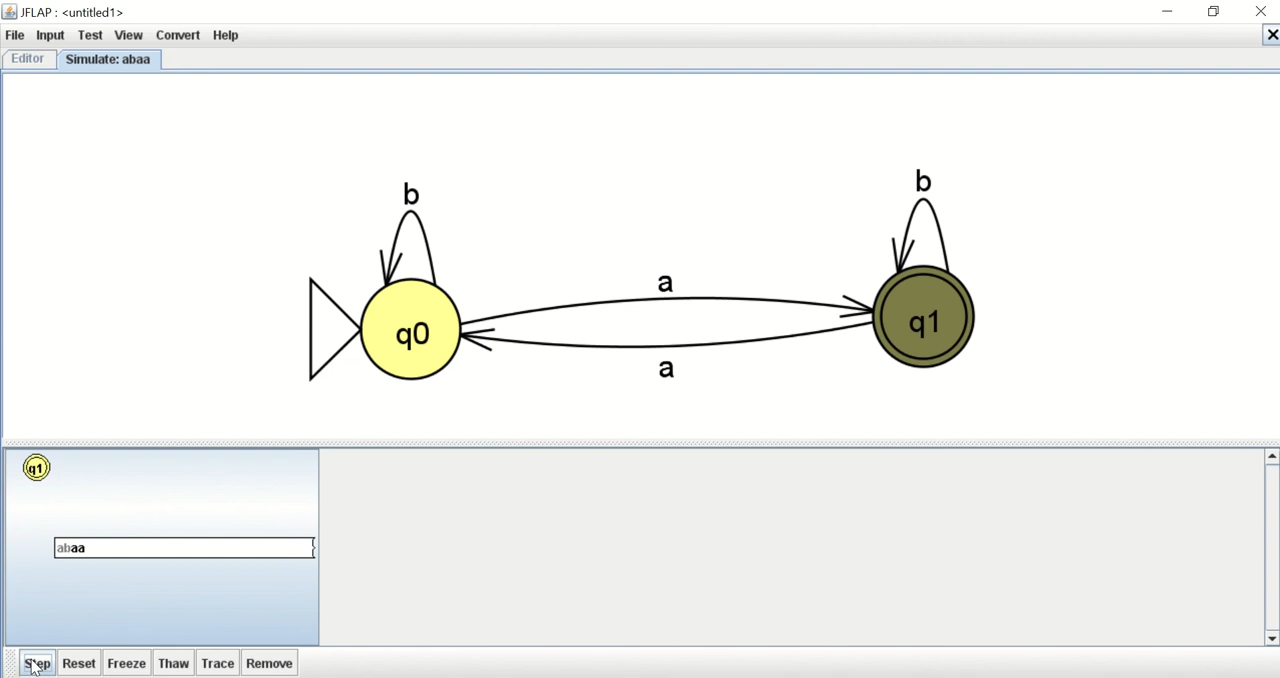 JFLAP : <untitled1>
File Input Test View Convert Help
Editor Simulate: abaa
b
b
a
q0
q1
a
q1
abaa
Step Reset Freeze Thaw Trace Remove